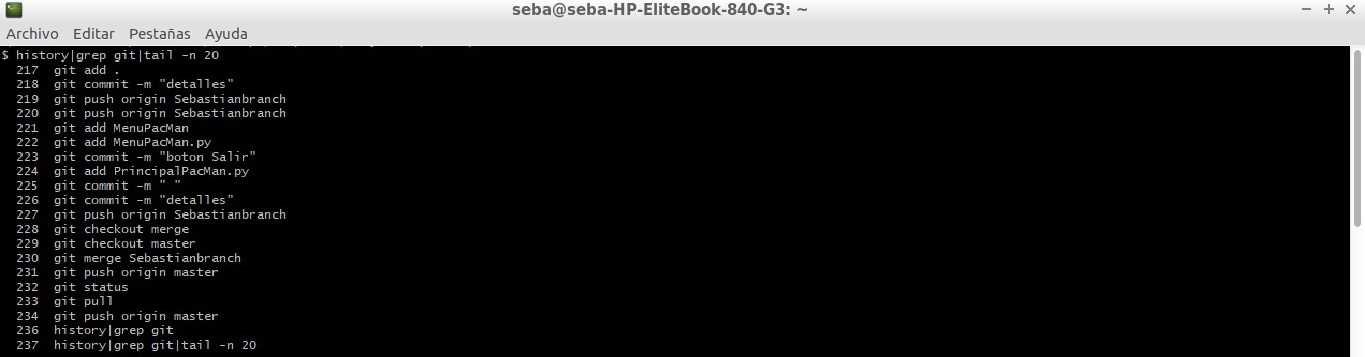 seba@seba-HP-EliteBook-840-G3: ~
Archivo Editar Pestañas Ayuda
$ history|grep git|tail -n 20
217 git add .
218 git commit -m "detalles"
219 git push origin Sebastianbranch
220 git push origin Sebastianbranch
221 git add MenuPacMan
222 git add MenuPacMan.py
223 git commit -m "boton Salir"
224 git add PrincipalPacMan.py
225 git commit -m " "
226 git commit -m "detalles"
227 git push origin Sebastianbranch
228 git checkout merge
229 git checkout master
230 git merge Sebastianbranch
231 git push origin master
232 git status
233 git pull
234 git push origin master
236 history|grep git
237 history|grep git|tail -n 20